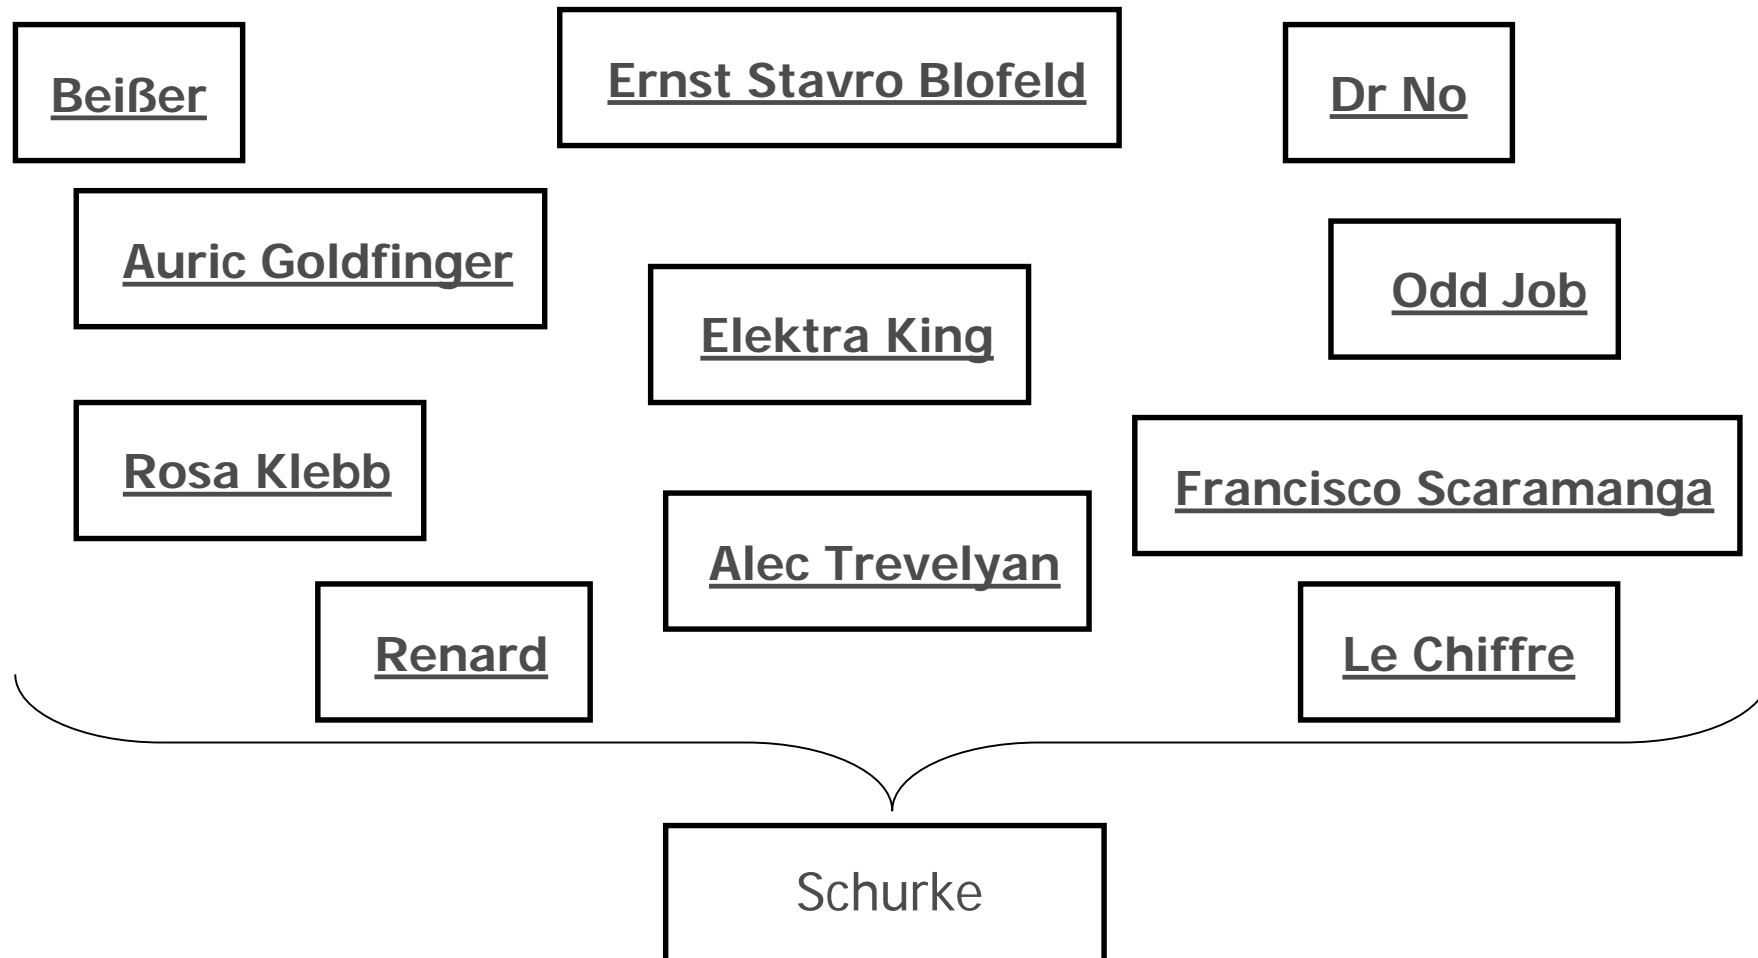 Beißer
Ernst Stavro Blofeld
Dr No
Auric Goldfinger
Odd Job
Elektra King
Rosa Klebb
Francisco Scaramanga
Alec Trevelyan
Renard
Le Chiffre
Schurke